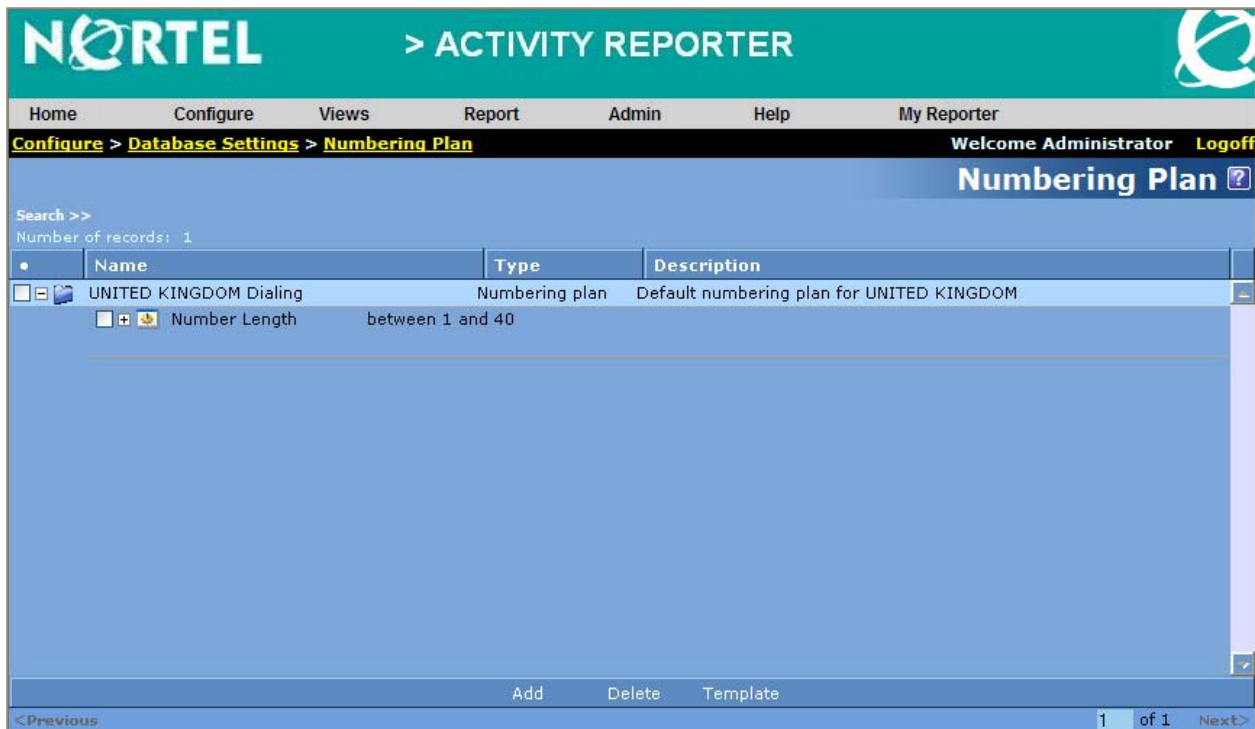 NORTEL > ACTIVITY REPORTER
Home Configure Views Report Admin Help My Reporter
Configure > Database Settings > Numbering Plan Welcome Administrator Logoff
Numbering Plan ?
Search >>
Number of records: 1
Name Type Description
UNITED KINGDOM Dialing Numbering plan Default numbering plan for UNITED KINGDOM
Number Length between 1 and 40
Add Delete Template
<Previous 1 of 1 Next>